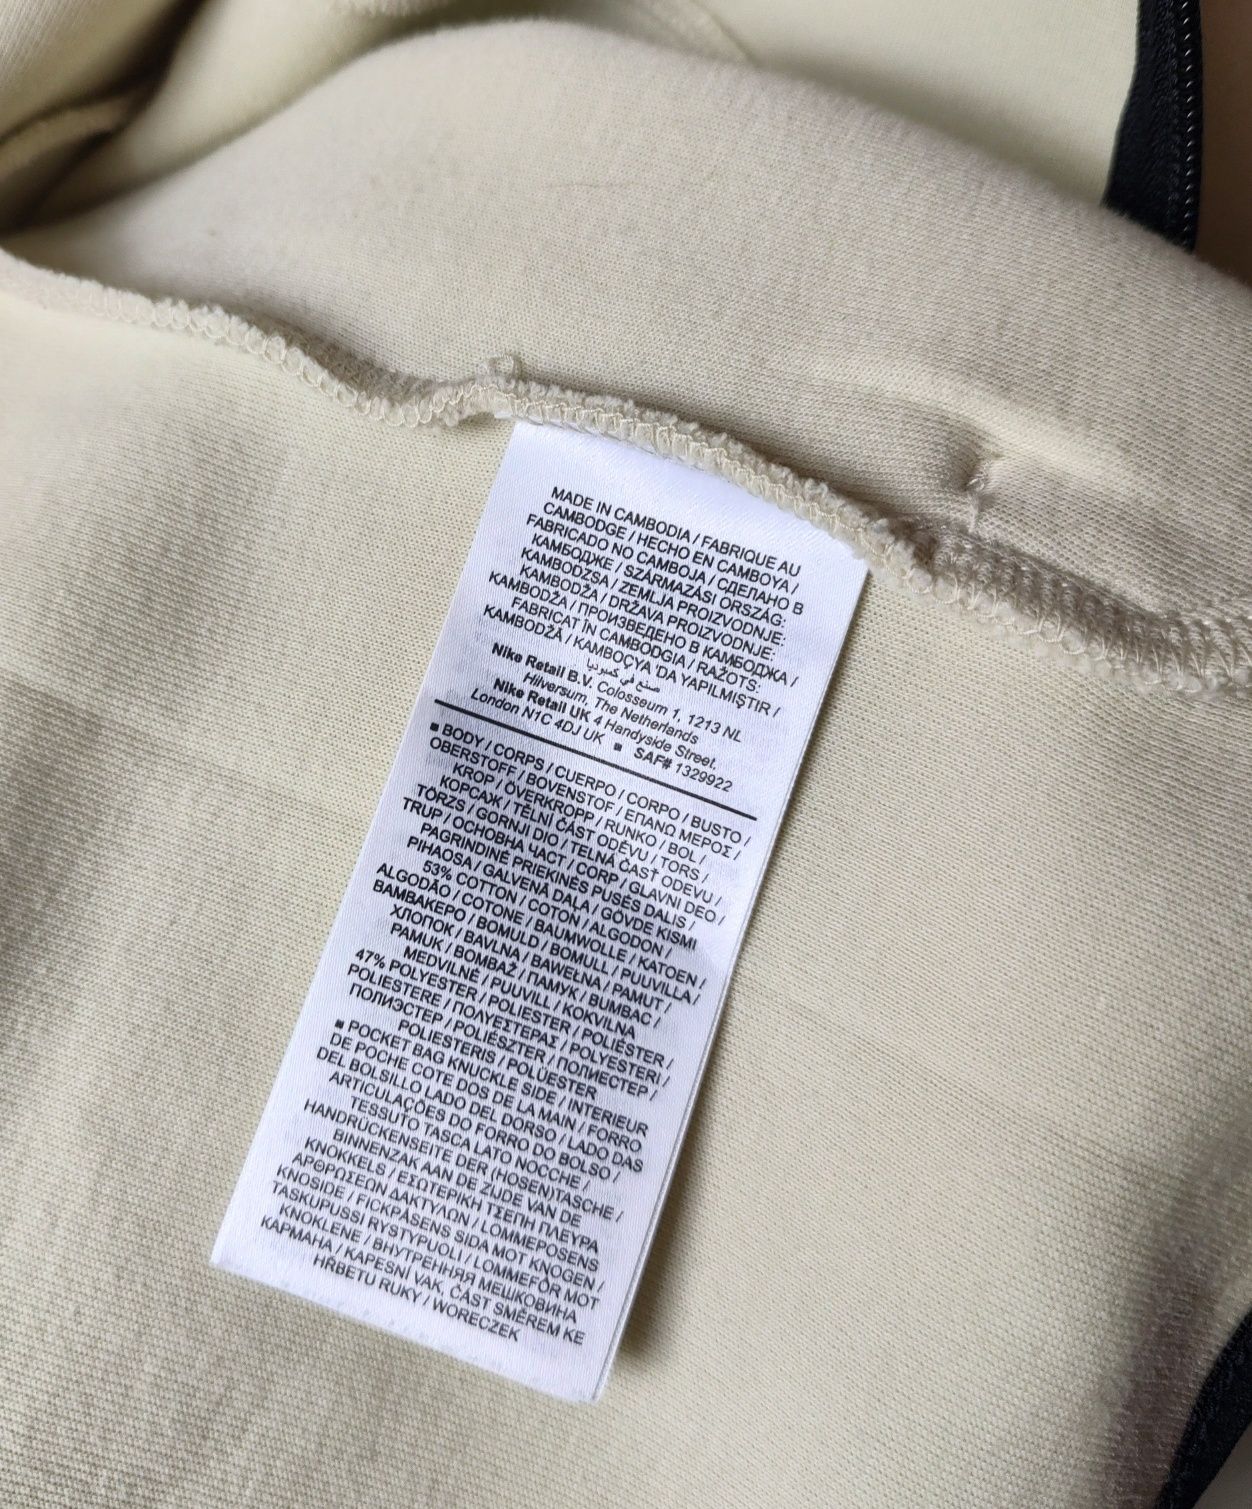 MADE IN CAMBODIA / FABRIQUE AU
CAMBODGE / HECHO EN CAMBOYA /
FABRICADO NO CAMBOJA / СДЕЛАНО В
КАМБОДЖЕ / SZÁRMAZÁSI ORSZÁG:
KAMBODZSA / ZEMLJA PROIZVODNJE:
KAMBODŽA / DRŽAVA PROIZVODNJE:
KAMBODŽA / ПРОИЗВЕДЕНО В КАМБОДЖА /
FABRICAT ÎN CAMBODGIA / RAŽOTS:
KAMBODŽĀ / KAMBOÇYA 'DA YAPILMIŞTIR /
صنع في كمبوديا
Nike Retail B.V. Colosseum 1, 1213 NL
Hilversum, The Netherlands
Nike Retail UK 4 Handyside Street,
London N1C 4DJ UK ■ SAF# 1329922
■ BODY / CORPS / CUERPO / CORPO / BUSTO /
OBERSTOFF / BOVENSTOF / ΕΠΑΝΩ ΜΕΡΟΣ /
KROP / ÖVERKROPP / RUNKO / BOL /
КОРСАЖ / TĚLNÍ ČÁST ODĚVU / TORS /
TÖRZS / GORNJI DIO / TELNÁ ČASŤ ODEVU /
TRUP / ОСНОВНА ЧАСТ / CORP / GLAVNI DEO /
PAGRINDINĖ PRIEKINĖS PUSĖS DALIS /
PIHAOSA / GALVENĀ DAĻA / GÖVDE KISMI
53% COTTON / COTON / ALGODON /
ALGODÃO / COTONE / BAUMWOLLE / KATOEN /
ΒΑΜΒΑΚΕΡΟ / BOMULD / BOMULL / PUUVILLA /
ХЛОПОК / BAVLNA / BAWEŁNA / PAMUT /
PAMUK / BOMBAŽ / ПАМУК / BUMBAC /
MEDVILNĖ / PUUVILL / KOKVILNA
47% POLYESTER / POLIESTER / POLIÉSTER /
POLIESTERE / ΠΟΛΥΕΣΤΕΡΑΣ / POLYESTERI /
ПОЛИЭСТЕР / POLIÉSZTER / ПОЛИЕСТЕР /
POLIESTERIS / POLÜESTER
■ POCKET BAG KNUCKLE SIDE / INTERIEUR
DE POCHE COTE DOS DE LA MAIN / FORRO
DEL BOLSILLO LADO DEL DORSO / LADO DAS
ARTICULAÇÕES DO FORRO DO BOLSO /
TESSUTO TASCA LATO NOCCHE /
HANDRÜCKENSEITE DER (HOSEN)TASCHE /
BINNENZAK AAN DE ZIJDE VAN DE
KNOKKELS / ΕΣΩΤΕΡΙΚΗ ΤΣΕΠΗ ΠΛΕΥΡΑ
ΑΡΘΡΩΣΕΩΝ ΔΑΚΤΥΛΩΝ / LOMMEPOSENS
KNOSIDE / FICKPÅSENS SIDA MOT KNOGEN /
TASKUPUSSI RYSTYPUOLI / LOMMEFÔR MOT
KNOKLENE / ВНУТРЕННЯЯ МЕШКОВИНА
КАРМАНА / KAPESNÍ VAK, ČÁST SMĚREM KE
HŘBETU RUKY / WORECZEK